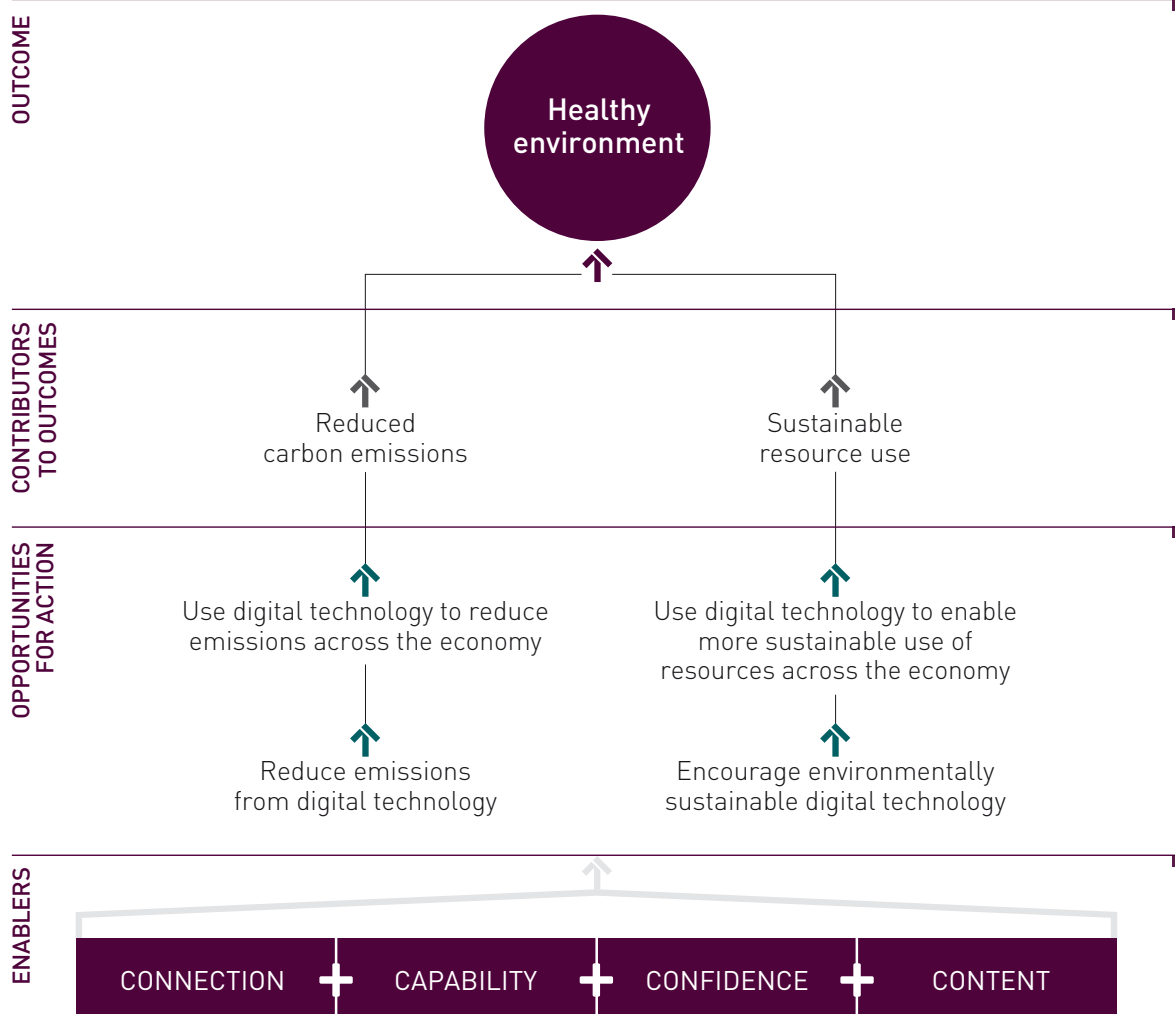 OUTCOME
Healthy
environment
CONTRIBUTORS
TO OUTCOMES
Reduced
carbon emissions
Sustainable
resource use
OPPORTUNITIES
FOR ACTION
Use digital technology to reduce
emissions across the economy
Use digital technology to enable
more sustainable use of
resources across the economy
Reduce emissions
from digital technology
Encourage environmentally
sustainable digital technology
ENABLERS
CONNECTION + CAPABILITY + CONFIDENCE + CONTENT